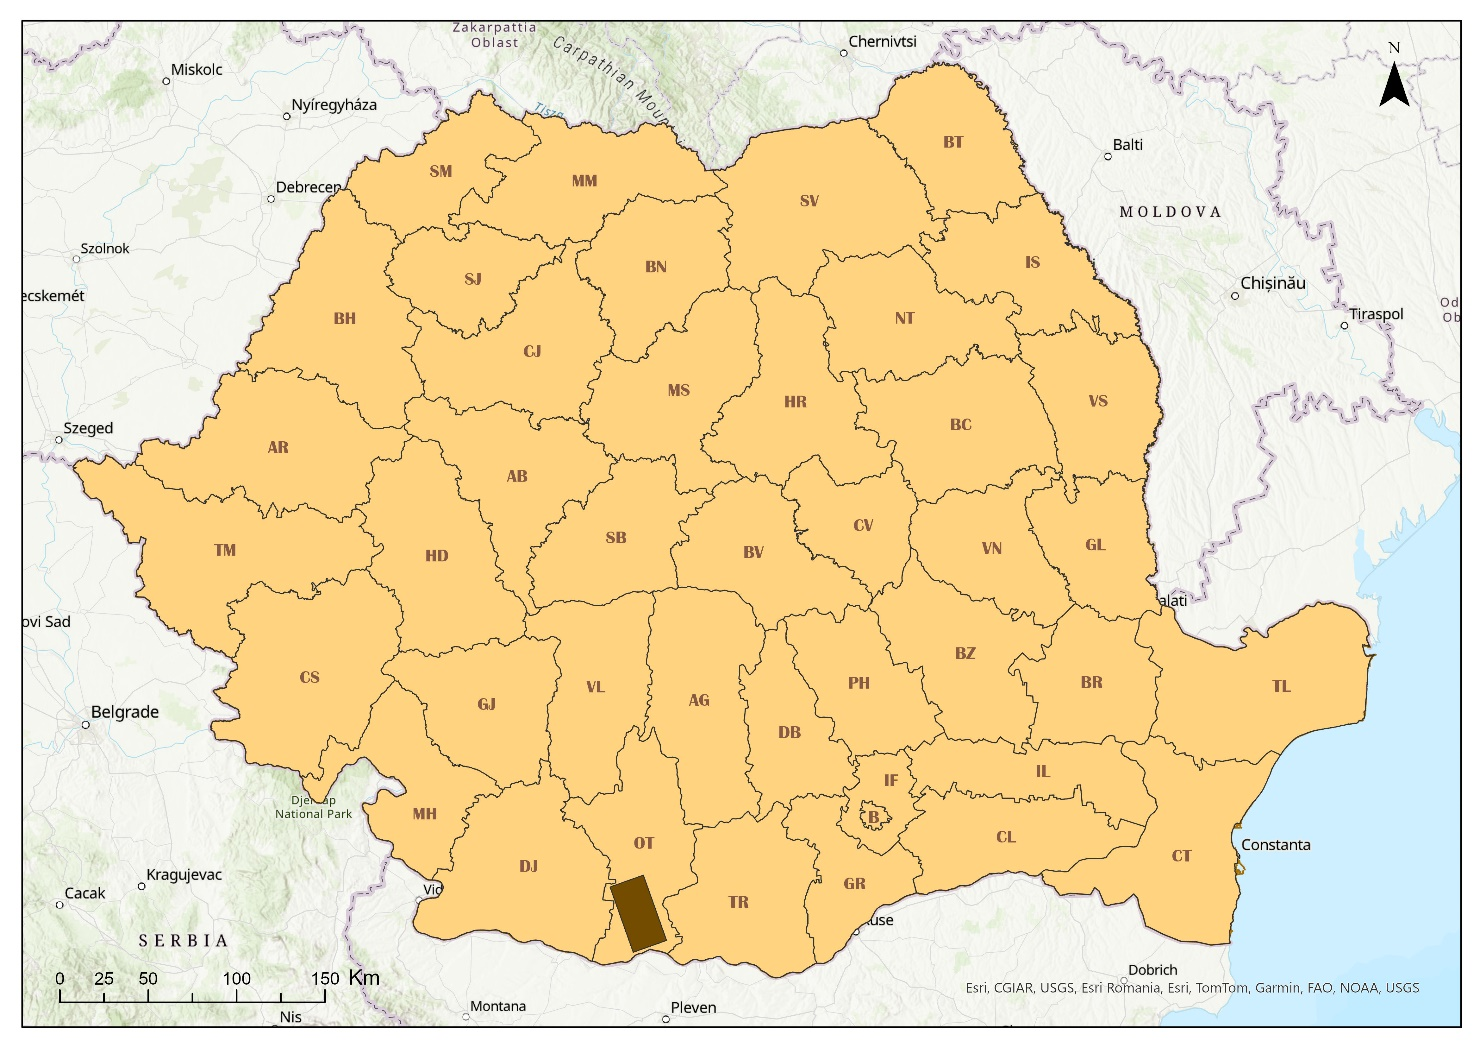 Zakarpattia
Oblast
Carpathian Moun
Chernivtsi
N
Miskolc
Nyíregyháza
Tisza
BT
Balti
SM
MM
Debrecen
SV
MOLDOVA
Szolnok
IS
BN
SJ
Chișinău
ecskemét
Od
Ob
BH
NT
Tiraspol
CJ
MS
HR
VS
BC
Szeged
AR
AB
CV
SB
TM
HD
BV
VN
GL
alati
ovi Sad
BZ
CS
PH
BR
TL
VL
GJ
AG
Belgrade
DB
IL
IF
Djerdap
National Park
MH
B
CL
OT
Constanta
CT
DJ
Kragujevac
GR
Vid
Cacak
TR
use
SERBIA
Dobrich
0 25 50 100 150 Km
Esri, CGIAR, USGS, Esri Romania, Esri, TomTom, Garmin, FAO, NOAA, USGS
Montana
Pleven
Nis